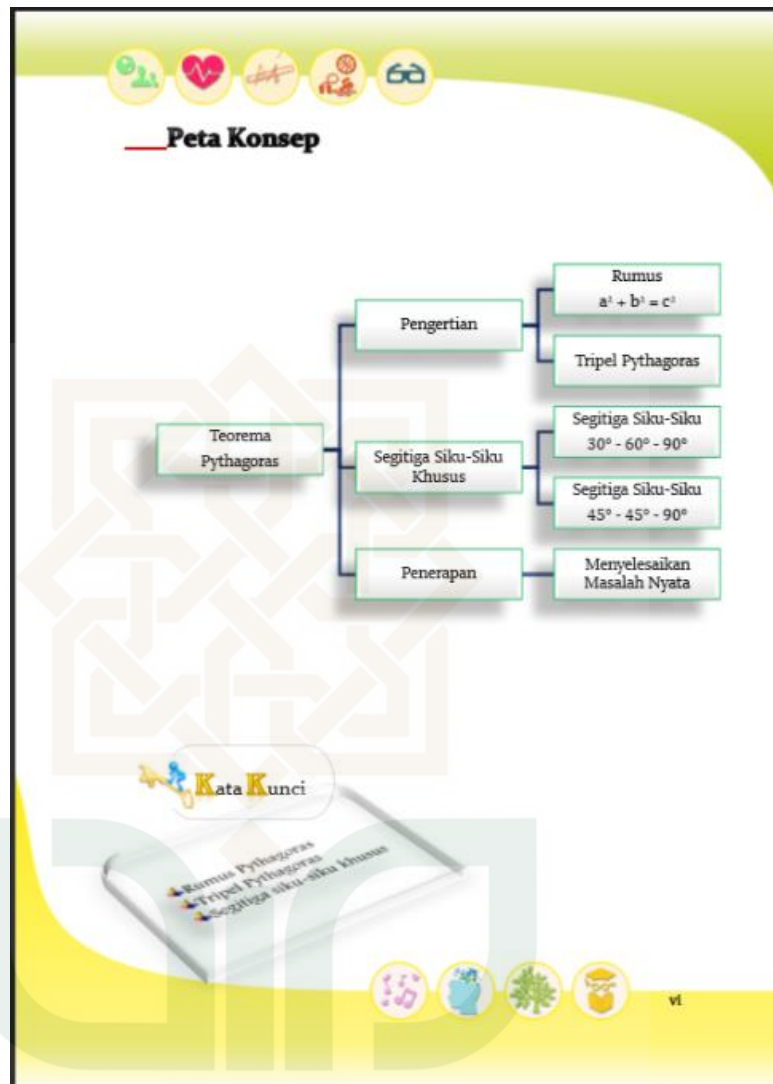 Peta Konsep
Rumus
a² + b² = c²
Pengertian
Tripel Pythagoras
Teorema
Pythagoras
Segitiga Siku-Siku
Khusus
Segitiga Siku-Siku
30° - 60° - 90°
Segitiga Siku-Siku
45° - 45° - 90°
Penerapan
Menyelesaikan
Masalah Nyata
Kata Kunci
Rumus Pythagoras
Tripel Pythagoras
Segitiga siku-siku khusus
vi